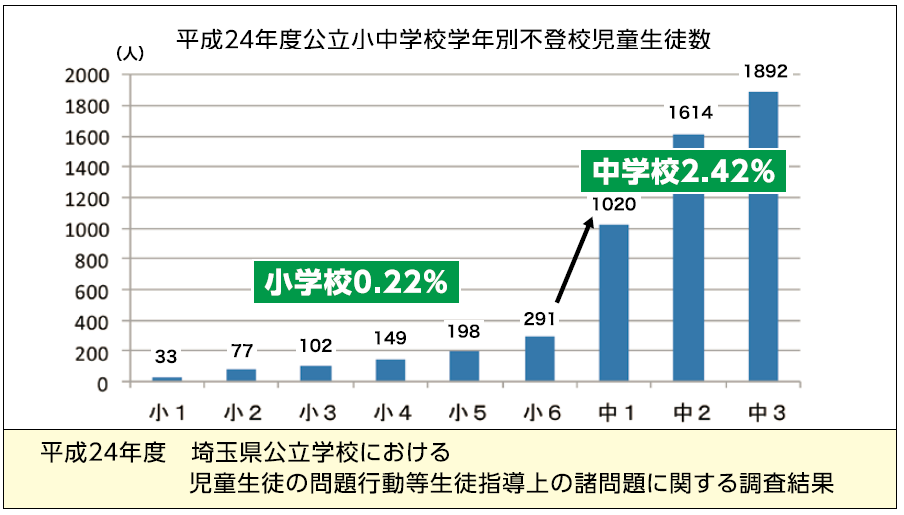 平成24年度公立小中学校学年別不登校児童生徒数
(人)
2000
1800
1600
1400
1200
1000
800
600
400
200
0
33
77
102
149
198
291
1020
1614
1892
小学校0.22%
中学校2.42%
小1 小2 小3 小4 小5 小6 中1 中2 中3
平成24年度 埼玉県公立学校における
児童生徒の問題行動等生徒指導上の諸問題に関する調査結果